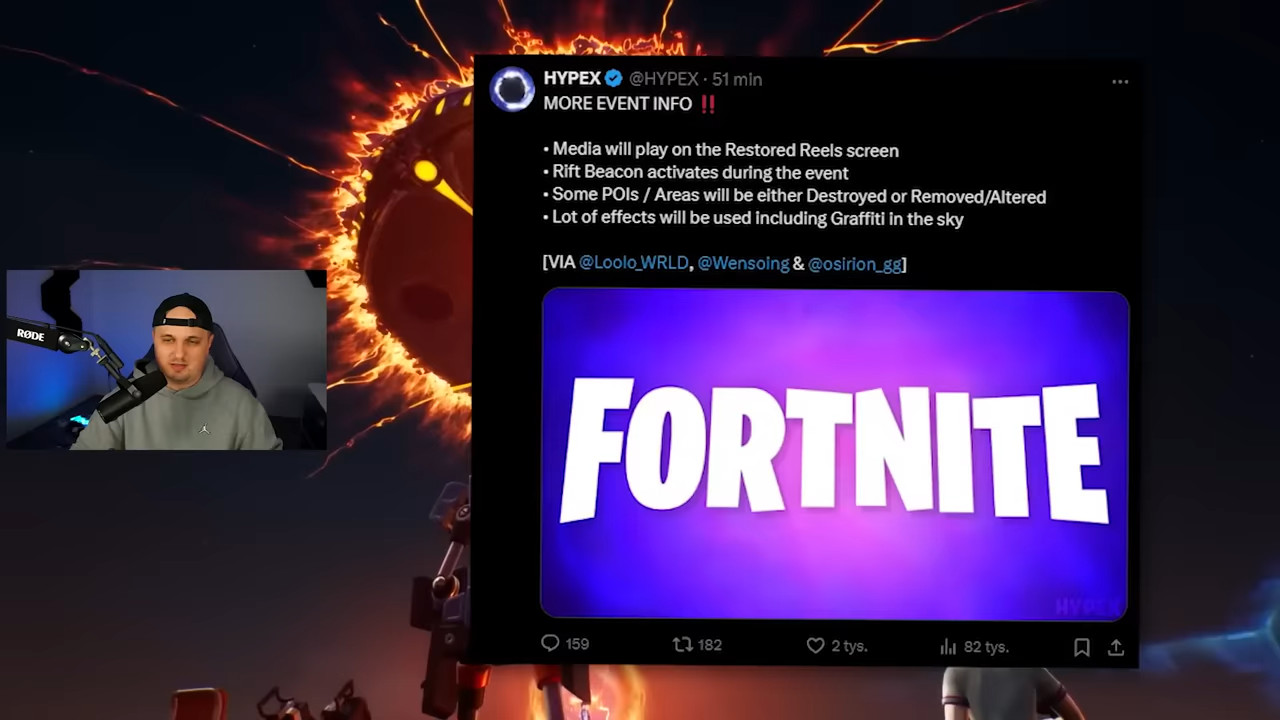 HYPEX @HYPEX · 51 min
MORE EVENT INFO ‼
• Media will play on the Restored Reels screen
• Rift Beacon activates during the event
• Some POIs / Areas will be either Destroyed or Removed/Altered
• Lot of effects will be used including Graffiti in the sky
[VIA @Loolo_WRLD, @Wensoing & @osirion_gg]
RØDE
FORTNITE
HYPEX
159 182 2 tys. 82 tys.